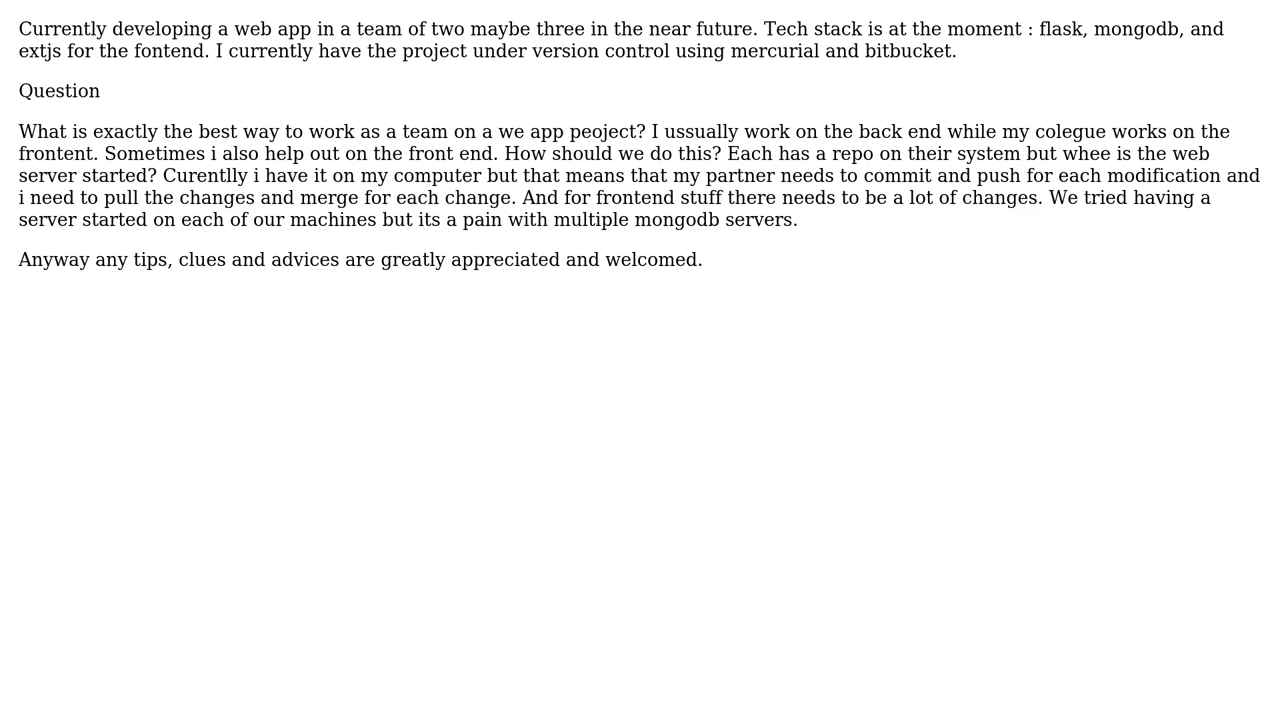 Currently developing a web app in a team of two maybe three in the near future. Tech stack is at the moment : flask, mongodb, and
extjs for the fontend. I currently have the project under version control using mercurial and bitbucket.
Question
What is exactly the best way to work as a team on a we app peoject? I ussually work on the back end while my colegue works on the
frontent. Sometimes i also help out on the front end. How should we do this? Each has a repo on their system but whee is the web
server started? Curentlly i have it on my computer but that means that my partner needs to commit and push for each modification and
i need to pull the changes and merge for each change. And for frontend stuff there needs to be a lot of changes. We tried having a
server started on each of our machines but its a pain with multiple mongodb servers.
Anyway any tips, clues and advices are greatly appreciated and welcomed.